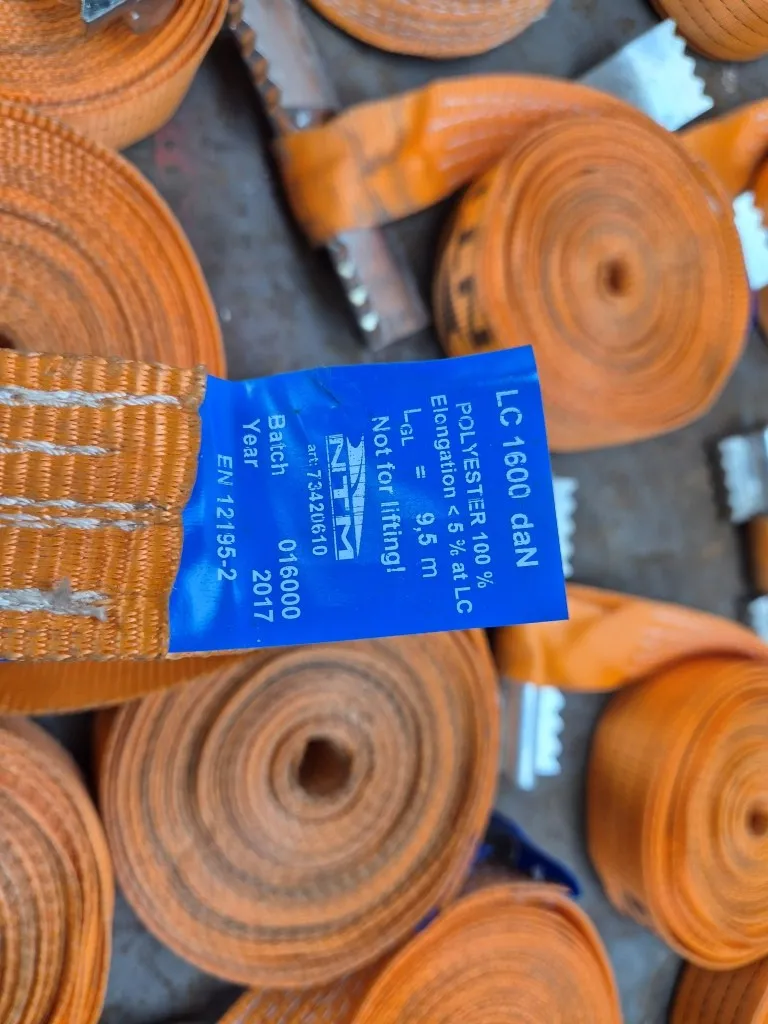 LC 1600 daN
POLYESTER 100 %
Elongation < 5 % at LC
LGL = 9,5 m
Not for lifting!
NTM
art: 73420610
Batch 016000
Year 2017
EN 12195-2